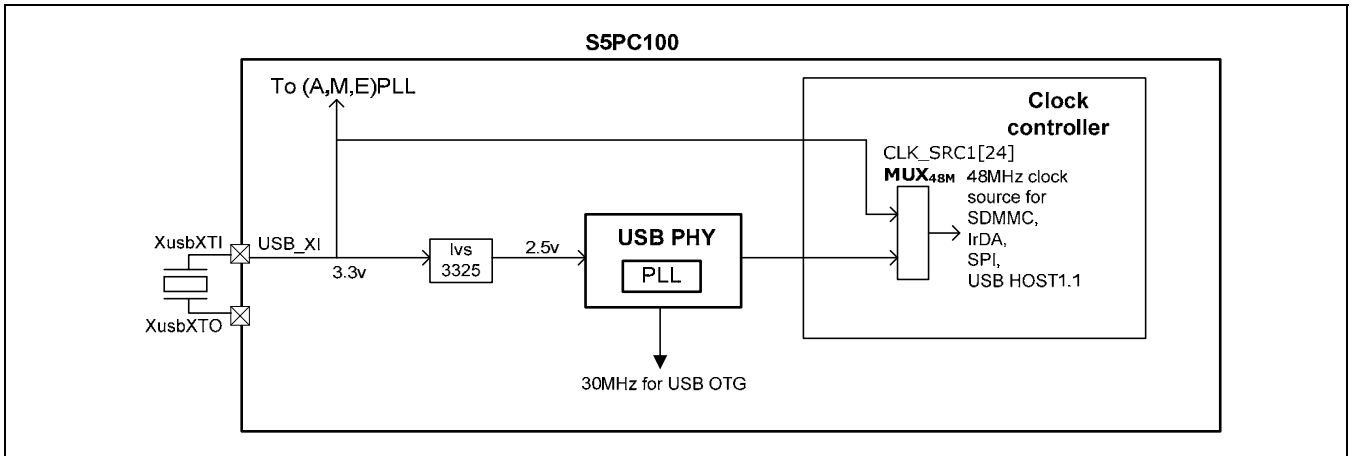 S5PC100
To (A,M,E)PLL
Clock
controller
CLK_SRC1[24]
MUX48M 48MHz clock
source for
SDMMC,
IrDA,
SPI,
USB HOST1.1
XusbXTI
USB_XI
3.3v
lvs
3325
2.5v
USB PHY
PLL
XusbXTO
30MHz for USB OTG